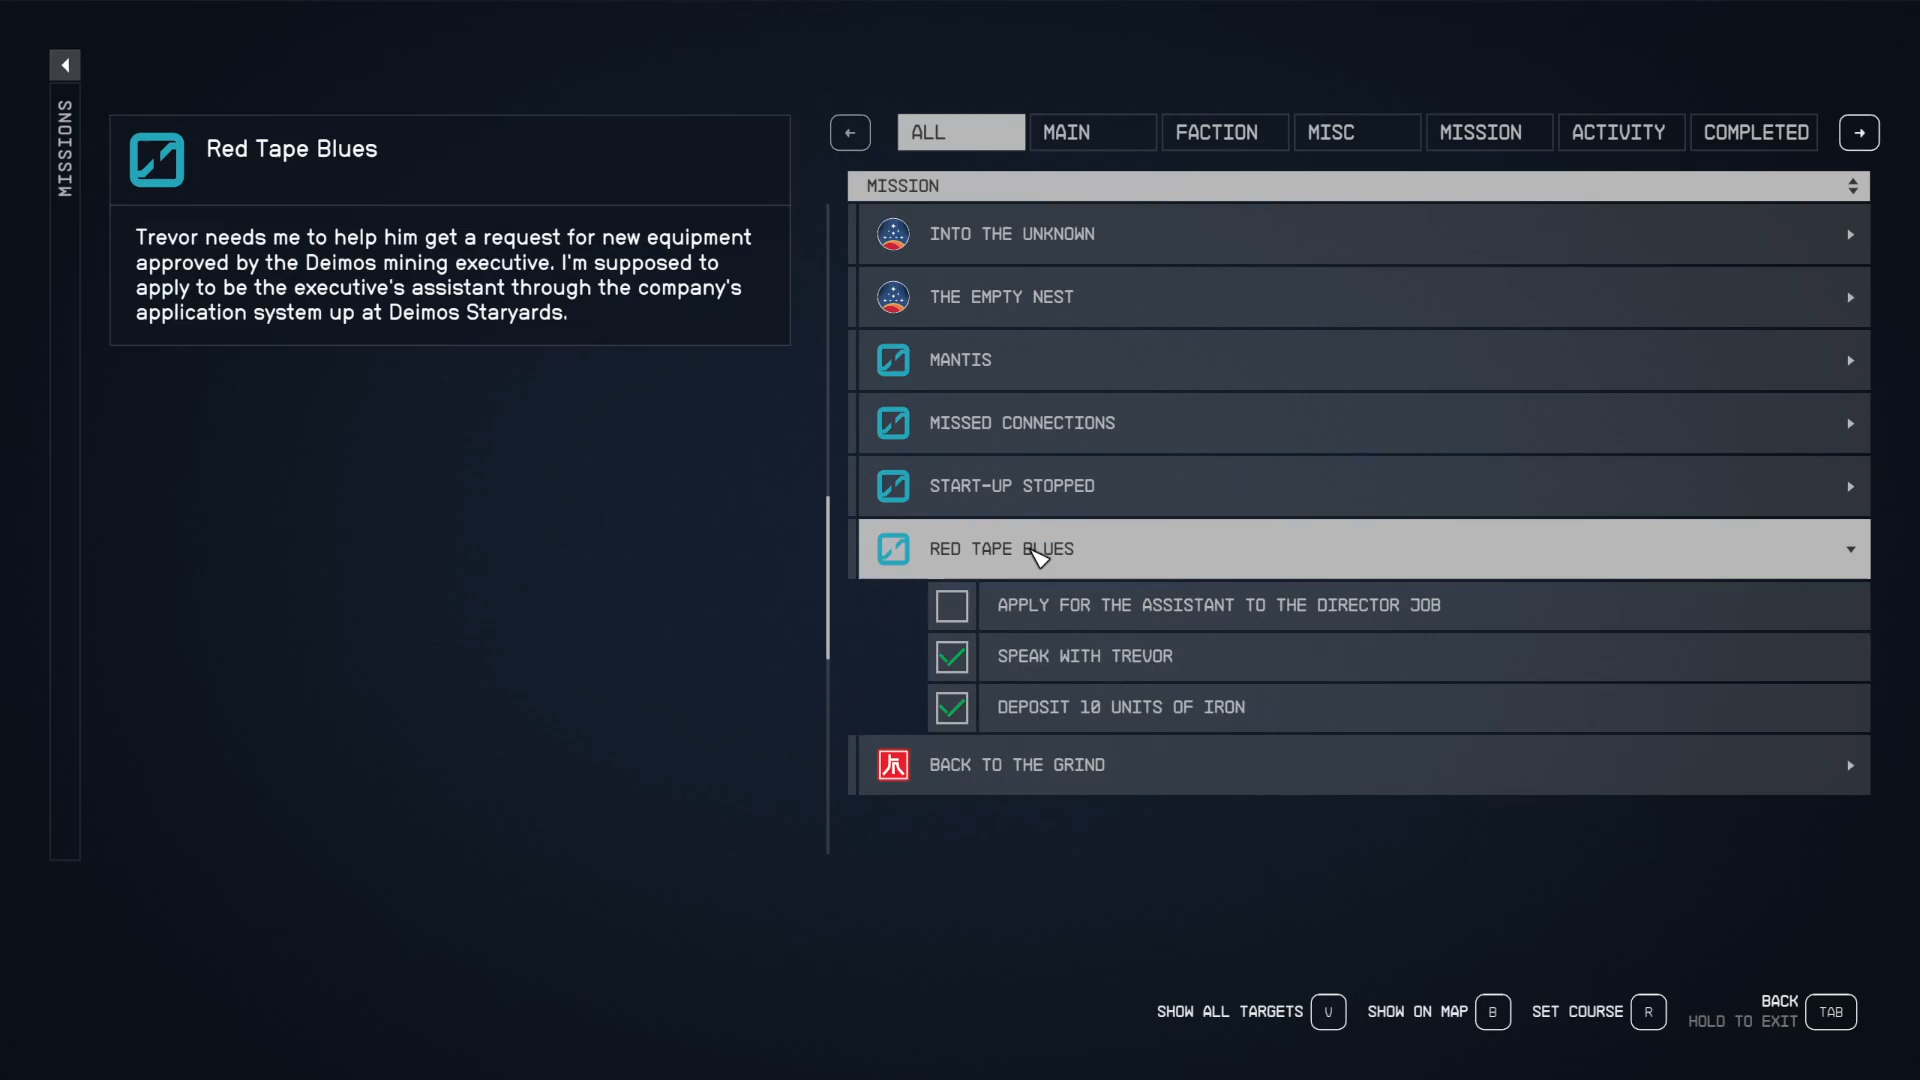 MISSIONS
Red Tape Blues
Trevor needs me to help him get a request for new equipment
approved by the Deimos mining executive. I'm supposed to
apply to be the executive's assistant through the company's
application system up at Deimos Staryards.
ALL MAIN FACTION MISC MISSION ACTIVITY COMPLETED
MISSION
INTO THE UNKNOWN
THE EMPTY NEST
MANTIS
MISSED CONNECTIONS
START-UP STOPPED
RED TAPE BLUES
APPLY FOR THE ASSISTANT TO THE DIRECTOR JOB
SPEAK WITH TREVOR
DEPOSIT 10 UNITS OF IRON
BACK TO THE GRIND
SHOW ALL TARGETS V SHOW ON MAP B SET COURSE R BACK TAB
HOLD TO EXIT